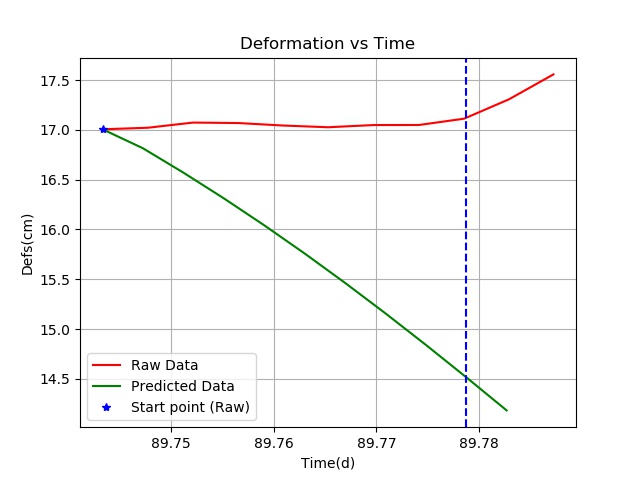 Deformation vs Time
Defs(cm)
17.5
17.0
16.5
16.0
15.5
15.0
14.5
Raw Data
Predicted Data
Start point (Raw)
89.75 89.76 89.77 89.78
Time(d)